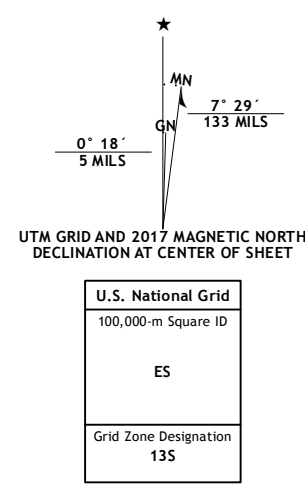 MN
7° 29´
133 MILS
GN
0° 18´
5 MILS
UTM GRID AND 2017 MAGNETIC NORTH
DECLINATION AT CENTER OF SHEET
U.S. National Grid
100,000-m Square ID
ES
Grid Zone Designation
13S